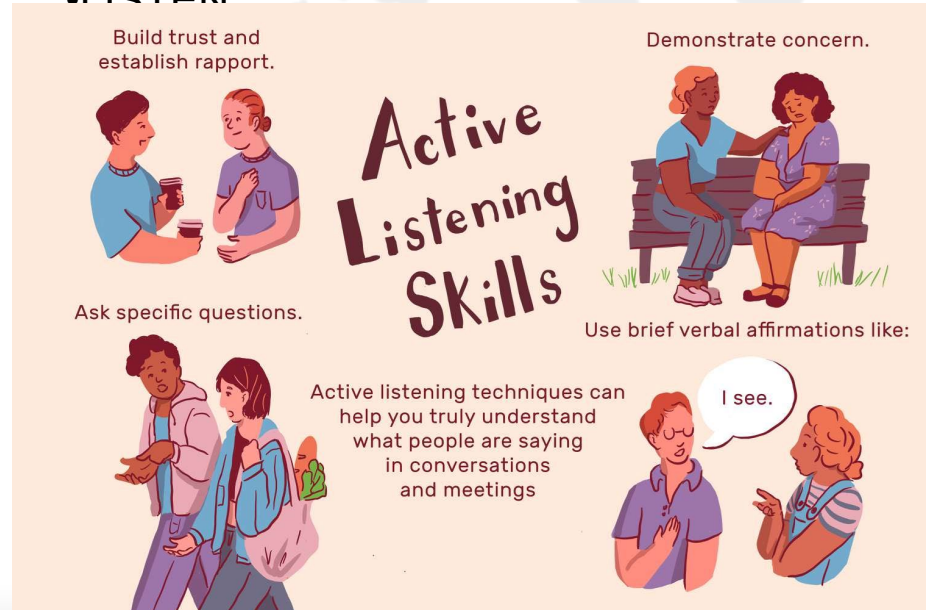 Build trust and
establish rapport.
Demonstrate concern.
Active
Listening
Skills
Ask specific questions.
Use brief verbal affirmations like:
I see.
Active listening techniques can
help you truly understand
what people are saying
in conversations
and meetings